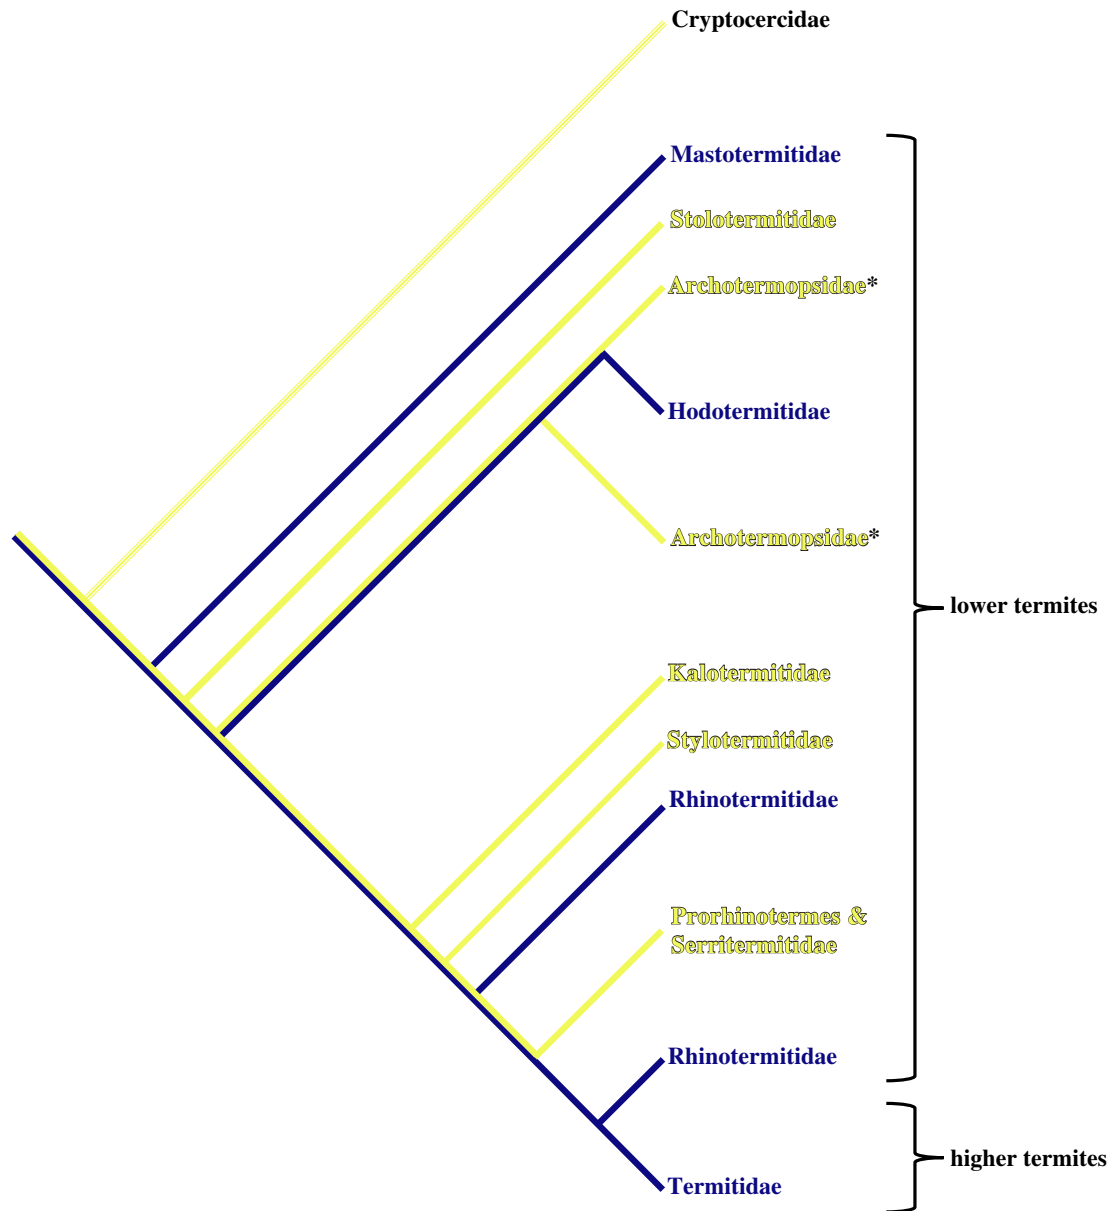 Cryptocercidae
Mastotermitidae
Stolotermitidae
Archotermopsidae*
Hodotermitidae
Archotermopsidae*
lower termites
Kalotermitidae
Stylotermitidae
Rhinotermitidae
Prorhinotermes &
Serritermitidae
Rhinotermitidae
higher termites
Termitidae